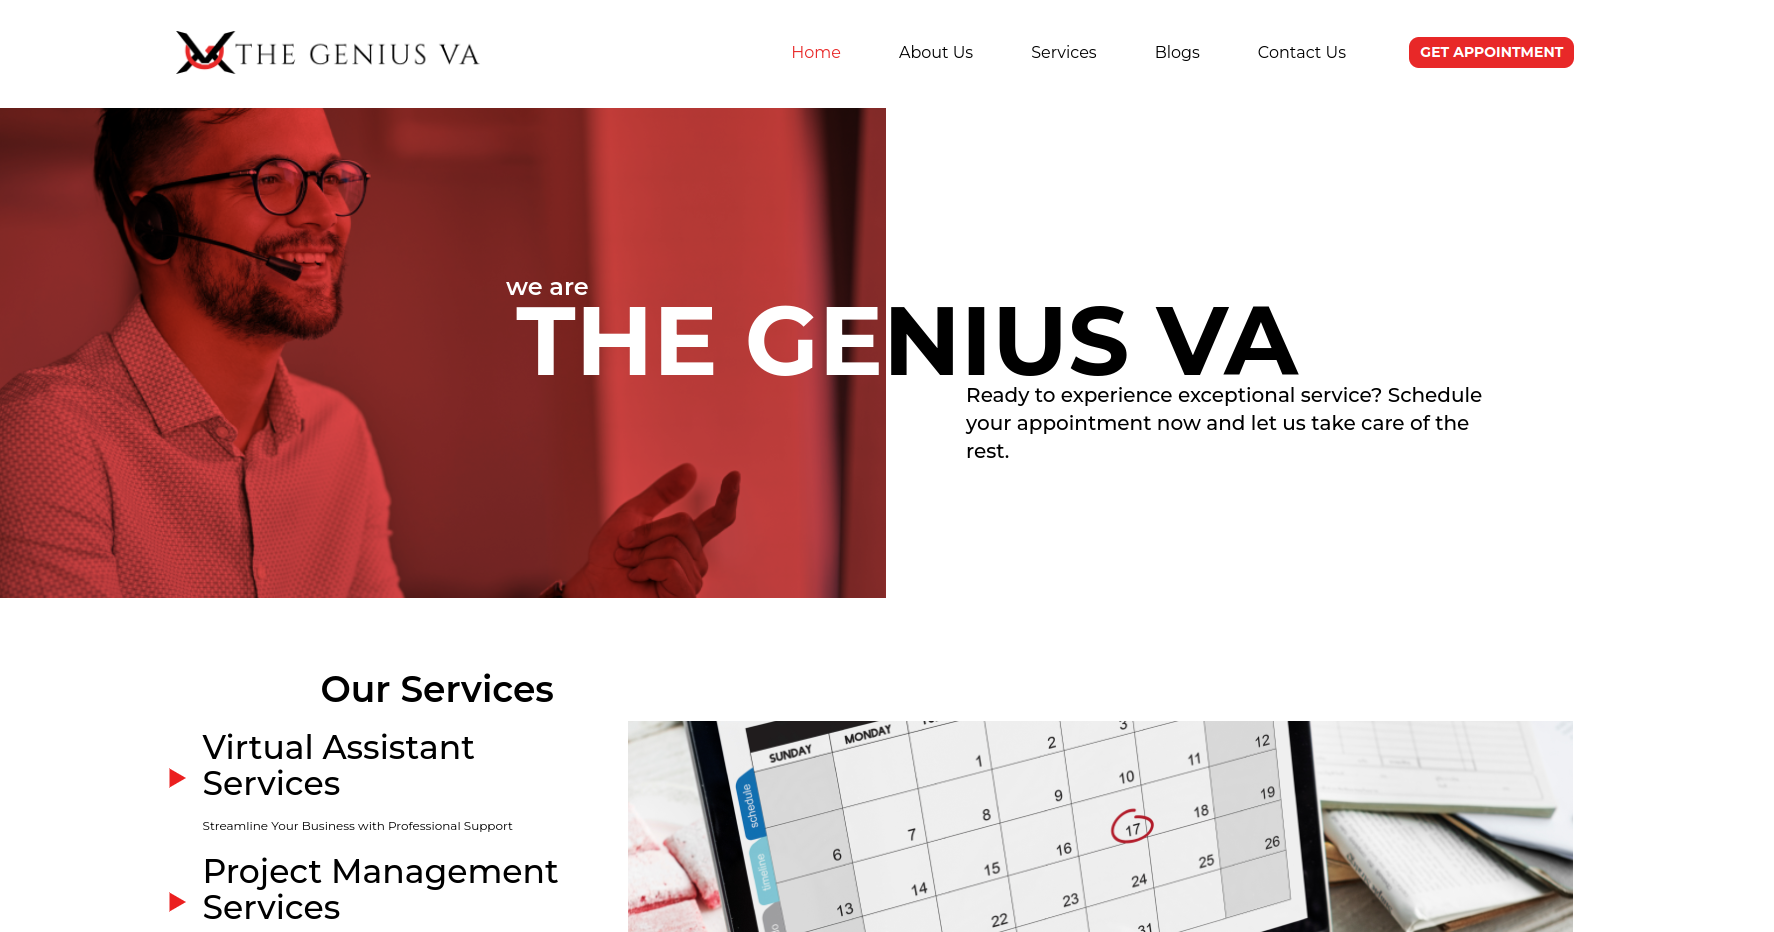 THE GENIUS VA
Home
About Us
Services
Blogs
Contact Us
GET APPOINTMENT
we are
THE GENIUS VA
Ready to experience exceptional service? Schedule
your appointment now and let us take care of the
rest.
Our Services
Virtual Assistant
Services
Streamline Your Business with Professional Support
Project Management
Services
SUNDAY
MONDAY
1 2 3
6 7 8 9 10 11 12
13 14 15 16 17 18 19
22 23 24 25 26
31
schedule
timeline